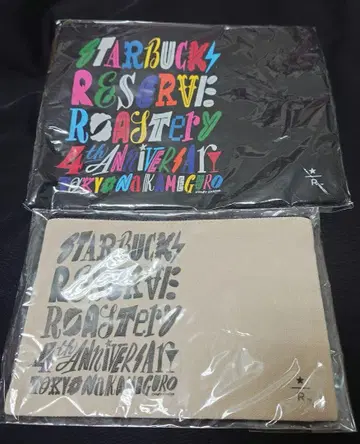 STARBUCKS
RESERVE
ROASTERY
4th ANNIVERSARY
TOKYO NAKAMEGURO
R
STARBUCKS
RESERVE
ROASTERY
4th ANNIVERSARY
TOKYO NAKAMEGURO
R